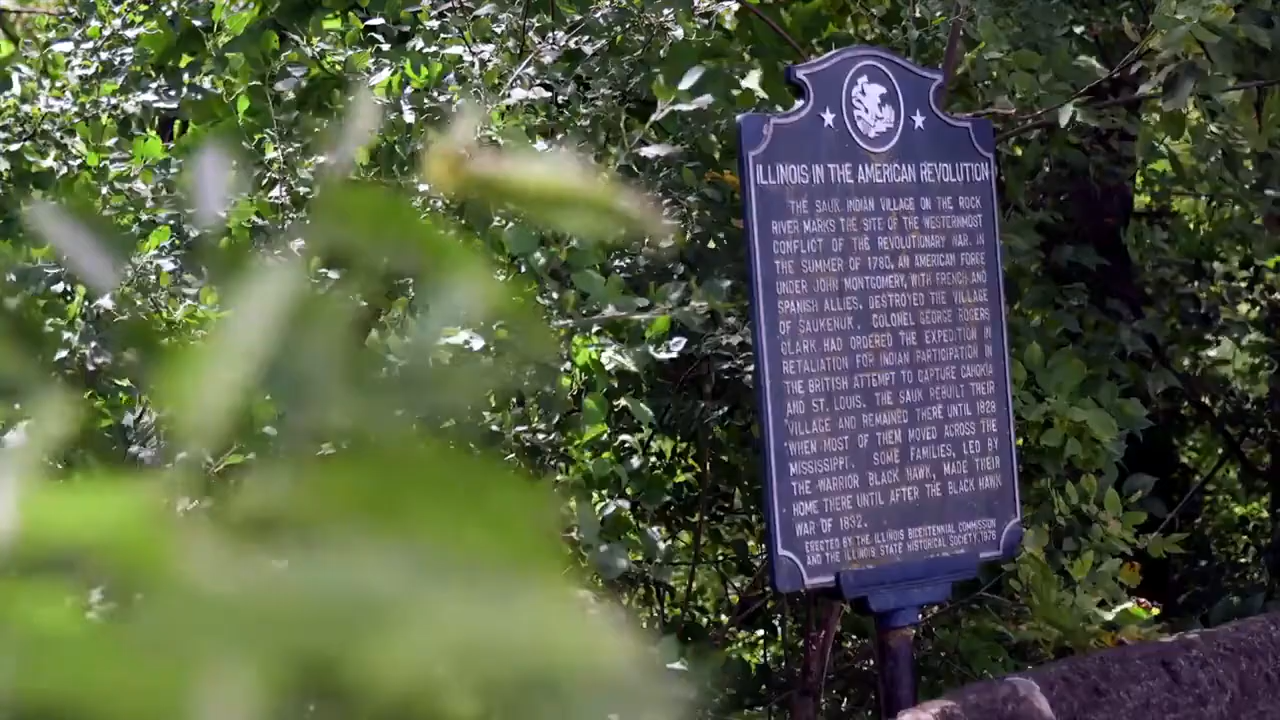 ILLINOIS IN THE AMERICAN REVOLUTION
THE SAUK INDIAN VILLAGE ON THE ROCK
RIVER MARKS THE SITE OF THE WESTERNMOST
CONFLICT OF THE REVOLUTIONARY WAR. IN
THE SUMMER OF 1780, AN AMERICAN FORCE
UNDER JOHN MONTGOMERY, WITH FRENCH AND
SPANISH ALLIES, DESTROYED THE VILLAGE
OF SAUKENUK. COLONEL GEORGE ROGERS
CLARK HAD ORDERED THE EXPEDITION IN
RETALIATION FOR INDIAN PARTICIPATION IN
THE BRITISH ATTEMPT TO CAPTURE CAHOKIA
AND ST. LOUIS. THE SAUK REBUILT THEIR
VILLAGE AND REMAINED THERE UNTIL 1828
WHEN MOST OF THEM MOVED ACROSS THE
MISSISSIPPI. SOME FAMILIES, LED BY
THE WARRIOR BLACK HAWK, MADE THEIR
HOME THERE UNTIL AFTER THE BLACK HAWK
WAR OF 1832.
ERECTED BY THE ILLINOIS BICENTENNIAL COMMISSION
AND THE ILLINOIS STATE HISTORICAL SOCIETY, 1976